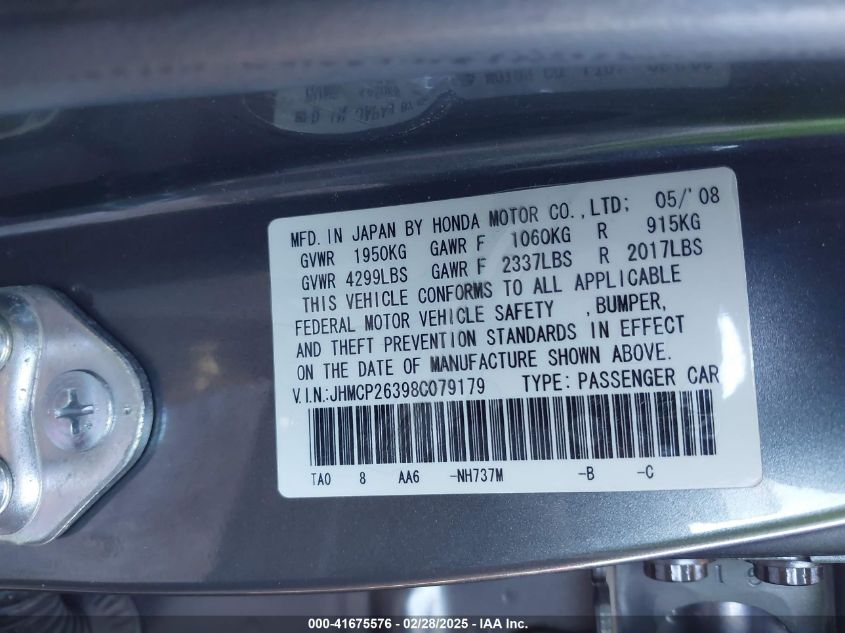 MFD. IN JAPAN BY HONDA MOTOR CO.,LTD; 05/'08
GVWR 1950KG GAWR F 1060KG R 915KG
GVWR 4299LBS GAWR F 2337LBS R 2017LBS
THIS VEHICLE CONFORMS TO ALL APPLICABLE
FEDERAL MOTOR VEHICLE SAFETY ,BUMPER,
AND THEFT PREVENTION STANDARDS IN EFFECT
ON THE DATE OF MANUFACTURE SHOWN ABOVE.
V.I.N.:JHMCP26398C079179 TYPE: PASSENGER CAR
TA0 8 AA6 -NH737M -B -C
000-41675576 / 02/28/2025 - IAA Inc.